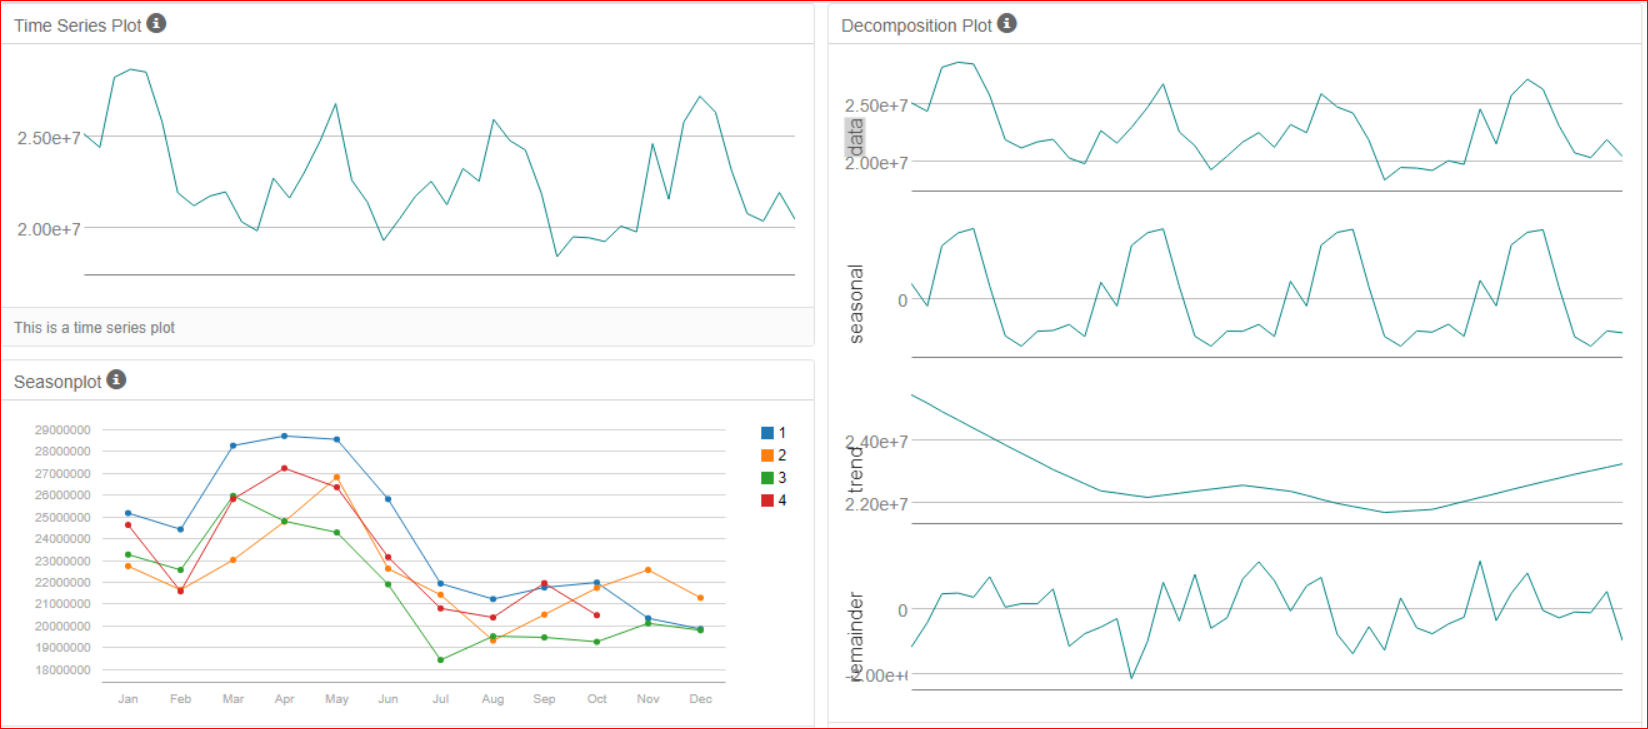 Time Series Plot
2.50e+7
2.00e+7
This is a time series plot
Seasonplot
29000000
28000000
27000000
26000000
25000000
24000000
23000000
22000000
21000000
20000000
19000000
18000000
Jan Feb Mar Apr May Jun Jul Aug Sep Oct Nov Dec
1
2
3
4
Decomposition Plot
2.50e+7
data
2.00e+7
seasonal
0
2.40e+7
trend
2.20e+7
0
remainder